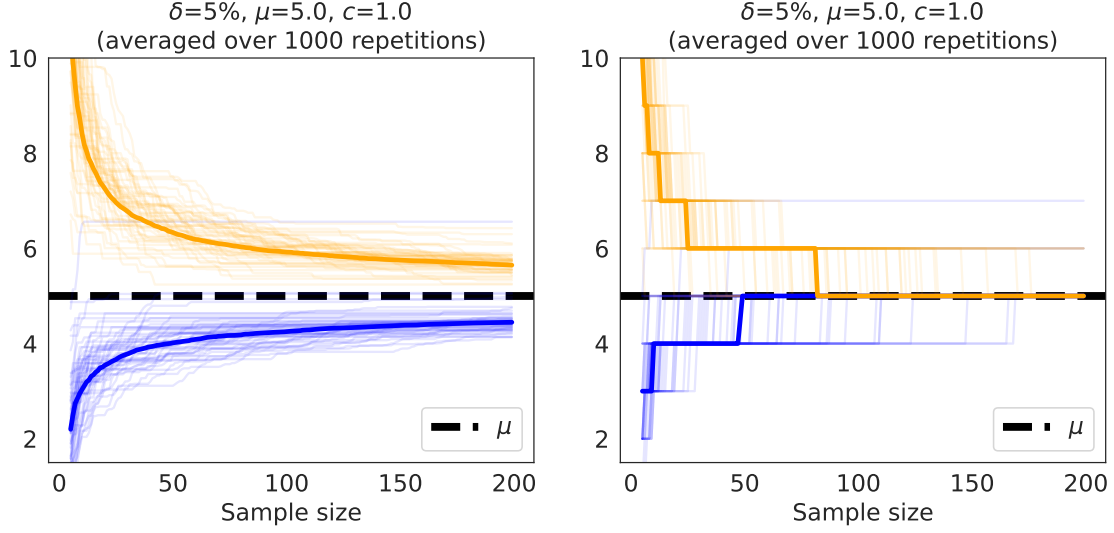 δ=5%, μ=5.0, c=1.0
(averaged over 1000 repetitions)
10
8
6
4
2
0
50
100
150
200
Sample size
μ
δ=5%, μ=5.0, c=1.0
(averaged over 1000 repetitions)
10
8
6
4
2
0
50
100
150
200
Sample size
μ